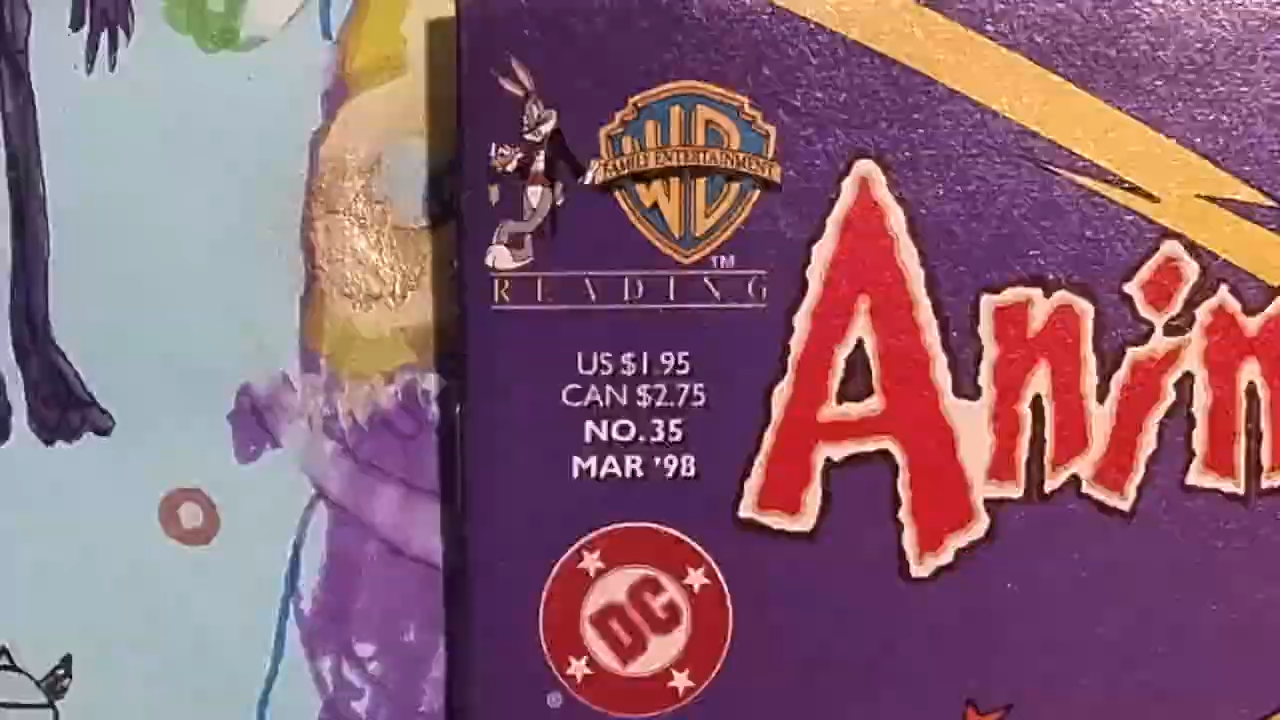 WB
FAMILY ENTERTAINMENT
TM
READING
US $1.95
CAN $2.75
NO.35
MAR '98
Anim
DC
®